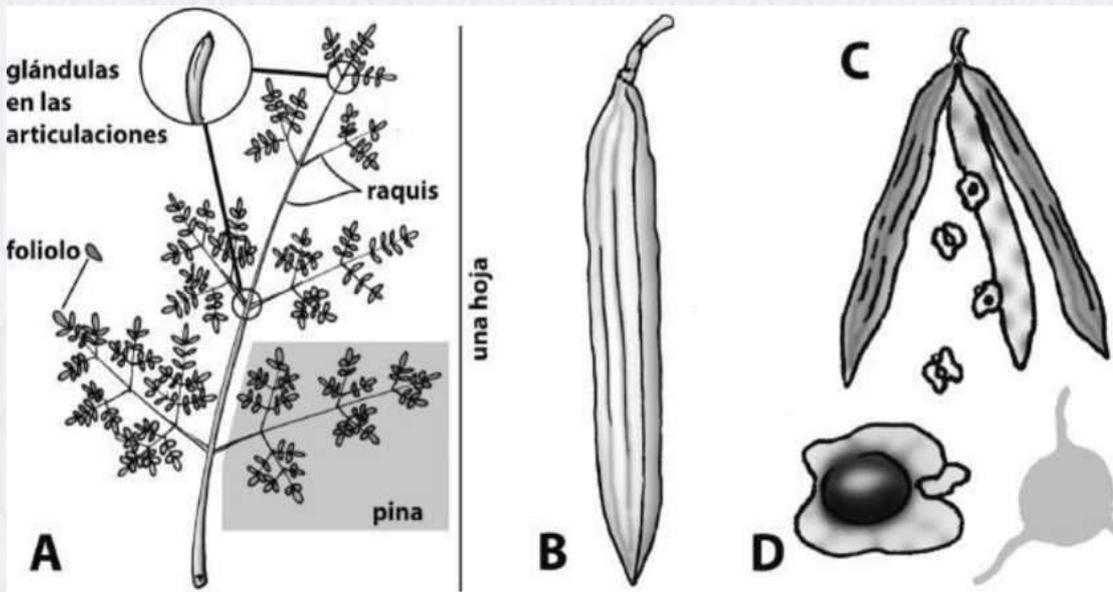 glándulas
en las
articulaciones
raquis
foliolo
pina
A
una hoja
B
C
D